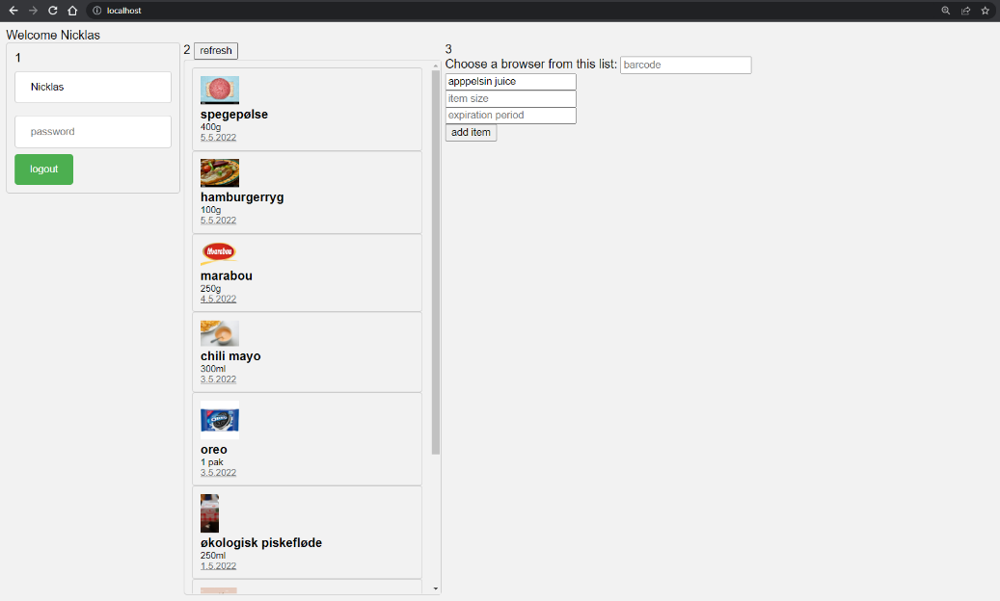 localhost
Welcome Nicklas
1
Nicklas
password
logout
2 refresh
spegepølse
400g
5.5.2022
hamburgerryg
100g
5.5.2022
Marabou
marabou
250g
4.5.2022
chili mayo
300ml
3.5.2022
OREO
oreo
1 pak
3.5.2022
økologisk piskefløde
250ml
1.5.2022
3
Choose a browser from this list: barcode
apppelsin juice
item size
expiration period
add item